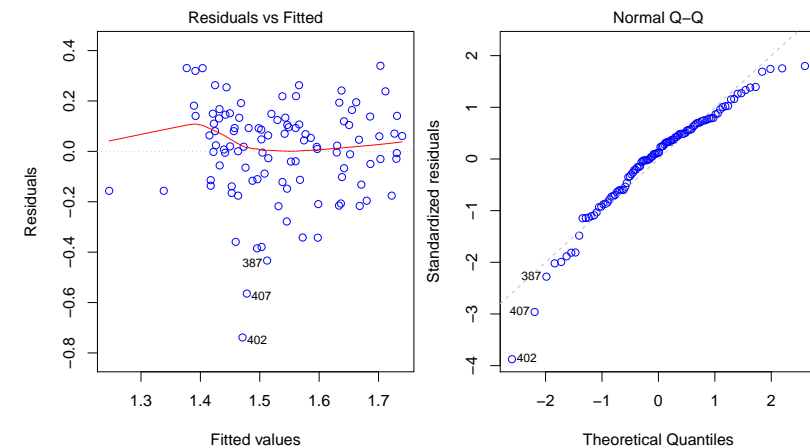 Residuals vs Fitted
Residuals
0.4
0.2
0.0
−0.2
−0.4
−0.6
−0.8
387
407
402
1.3 1.4 1.5 1.6 1.7
Fitted values
Normal Q−Q
Standardized residuals
2
1
0
−1
−2
−3
−4
387
407
402
−2 −1 0 1 2
Theoretical Quantiles